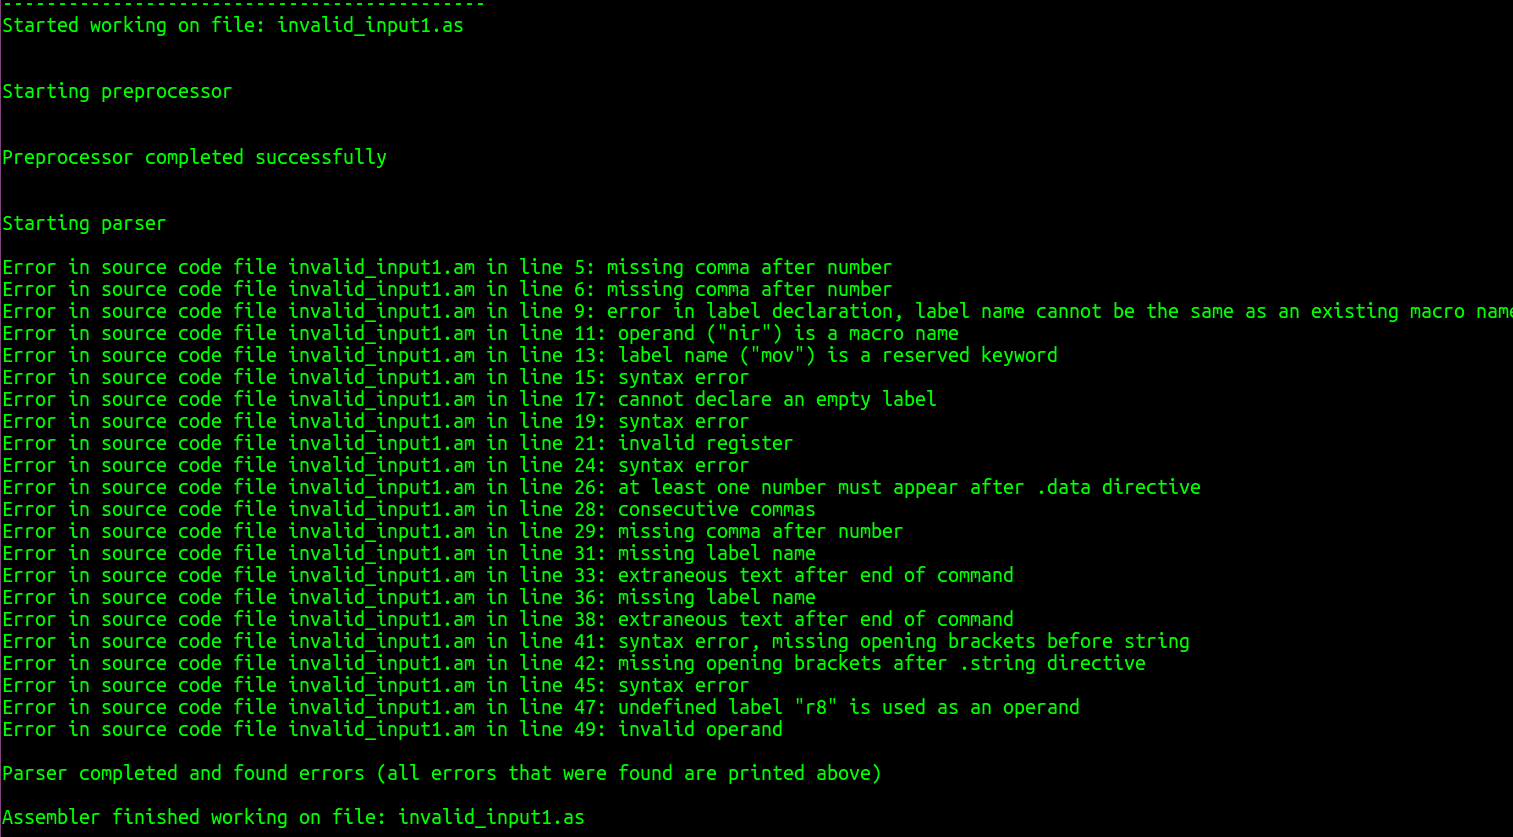 --------------------------------------------
Started working on file: invalid_input1.as
Starting preprocessor
Preprocessor completed successfully
Starting parser
Error in source code file invalid_input1.am in line 5: missing comma after number
Error in source code file invalid_input1.am in line 6: missing comma after number
Error in source code file invalid_input1.am in line 9: error in label declaration, label name cannot be the same as an existing macro name
Error in source code file invalid_input1.am in line 11: operand ("nir") is a macro name
Error in source code file invalid_input1.am in line 13: label name ("mov") is a reserved keyword
Error in source code file invalid_input1.am in line 15: syntax error
Error in source code file invalid_input1.am in line 17: cannot declare an empty label
Error in source code file invalid_input1.am in line 19: syntax error
Error in source code file invalid_input1.am in line 21: invalid register
Error in source code file invalid_input1.am in line 24: syntax error
Error in source code file invalid_input1.am in line 26: at least one number must appear after .data directive
Error in source code file invalid_input1.am in line 28: consecutive commas
Error in source code file invalid_input1.am in line 29: missing comma after number
Error in source code file invalid_input1.am in line 31: missing label name
Error in source code file invalid_input1.am in line 33: extraneous text after end of command
Error in source code file invalid_input1.am in line 36: missing label name
Error in source code file invalid_input1.am in line 38: extraneous text after end of command
Error in source code file invalid_input1.am in line 41: syntax error, missing opening brackets before string
Error in source code file invalid_input1.am in line 42: missing opening brackets after .string directive
Error in source code file invalid_input1.am in line 45: syntax error
Error in source code file invalid_input1.am in line 47: undefined label "r8" is used as an operand
Error in source code file invalid_input1.am in line 49: invalid operand
Parser completed and found errors (all errors that were found are printed above)
Assembler finished working on file: invalid_input1.as